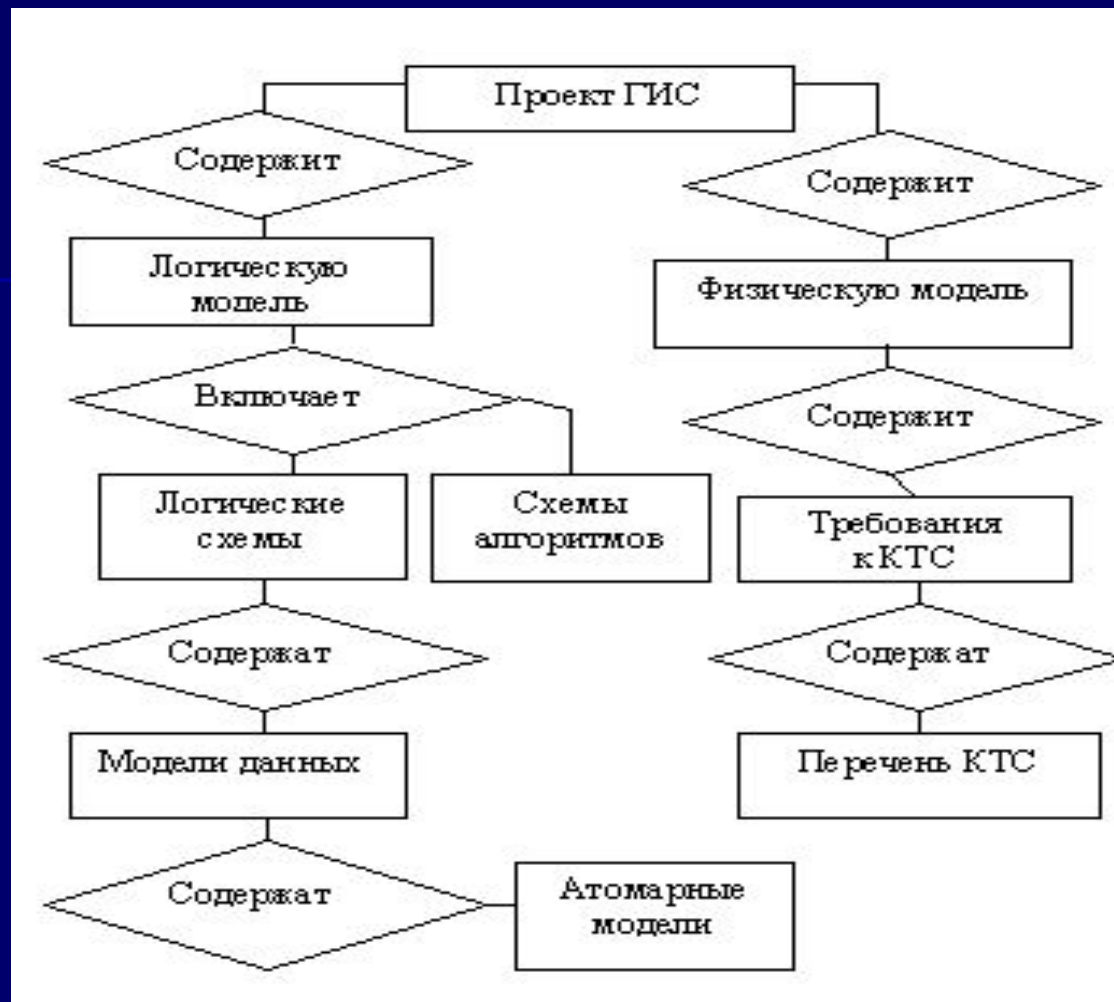 Проект ГИС
Содержит
Содержит
Логическую
модель
Физическую модель
Включает
Содержит
Логические
схемы
Схемы
алгоритмов
Требования
к КТС
Содержат
Содержат
Модели данных
Перечень КТС
Содержат
Атомарные
модели